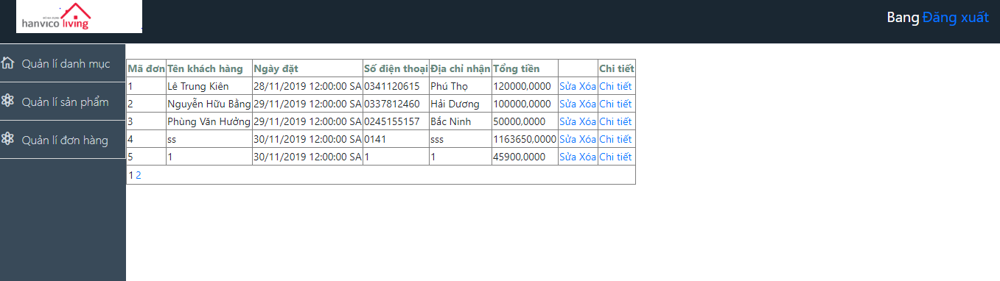 hanvico living
Bang Đăng xuất
Quản lí danh mục
Quản lí sản phẩm
Quản lí đơn hàng
Mã đơn Tên khách hàng Ngày đặt Số điện thoại Địa chỉ nhận Tổng tiền Chi tiết
1 Lê Trung Kiên 28/11/2019 12:00:00 SA 0341120615 Phú Thọ 120000,0000 Sửa Xóa Chi tiết
2 Nguyễn Hữu Bằng 29/11/2019 12:00:00 SA 0337812460 Hải Dương 100000,0000 Sửa Xóa Chi tiết
3 Phùng Văn Hưởng 29/11/2019 12:00:00 SA 0245155157 Bắc Ninh 50000,0000 Sửa Xóa Chi tiết
4 ss 30/11/2019 12:00:00 SA 0141 sss 1163650,0000 Sửa Xóa Chi tiết
5 1 30/11/2019 12:00:00 SA 1 1 45900,0000 Sửa Xóa Chi tiết
1 2